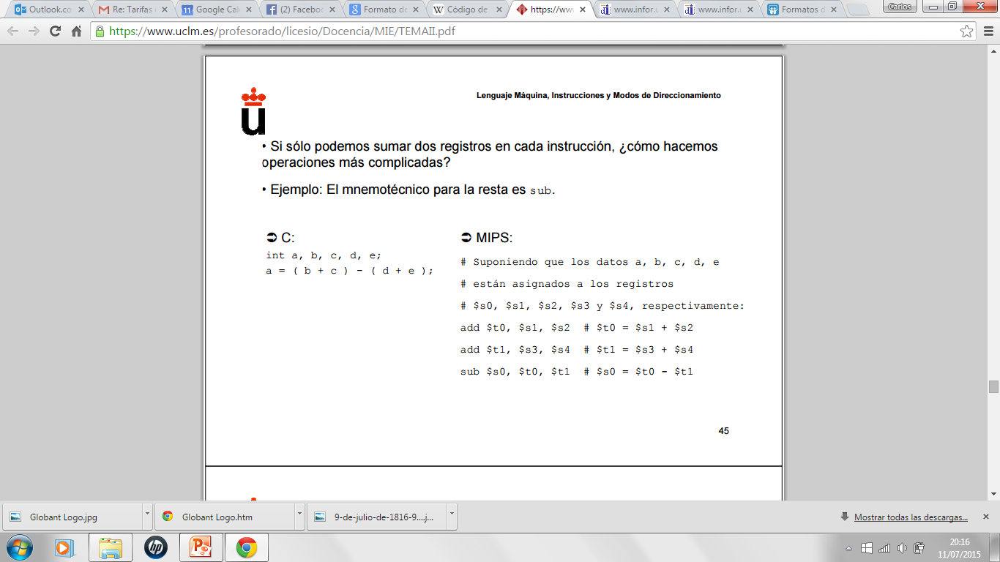 Outlook.co
Re: Tarifas
Google Cal
(2) Faceboo
Formato de
Código de
https://www
www.infor.u
www.infor.u
Formatos d
Carlos
https://www.uclm.es/profesorado/licesio/Docencia/MIE/TEMAII.pdf
u
Lenguaje Máquina, Instrucciones y Modos de Direccionamiento
• Si sólo podemos sumar dos registros en cada instrucción, ¿cómo hacemos
operaciones más complicadas?
• Ejemplo: El mnemotécnico para la resta es sub.
➲ C:
int a, b, c, d, e;
a = ( b + c ) - ( d + e );
➲ MIPS:
# Suponiendo que los datos a, b, c, d, e
# están asignados a los registros
# $s0, $s1, $s2, $s3 y $s4, respectivamente:
add $t0, $s1, $s2  # $t0 = $s1 + $s2
add $t1, $s3, $s4  # $t1 = $s3 + $s4
sub $s0, $t0, $t1  # $s0 = $t0 - $t1
45
Globant Logo.jpg
Globant Logo.htm
9-de-julio-de-1816-9....j...
Mostrar todas las descargas...
hp
20:16
11/07/2015